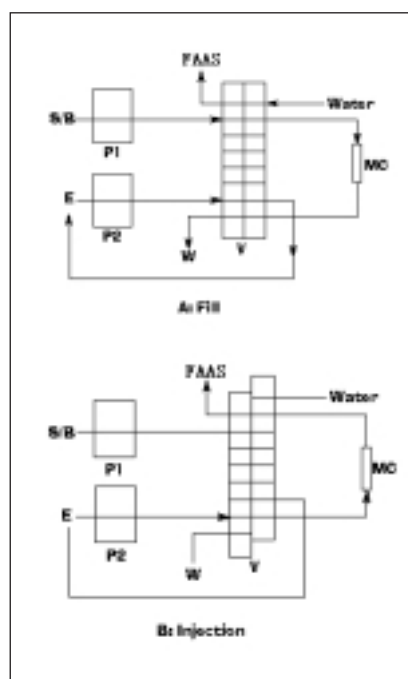 FAAS
Water
S/B
P1
MC
E
P2
W
V
A: Fill
FAAS
Water
S/B
P1
MC
E
P2
W
V
B: Injection